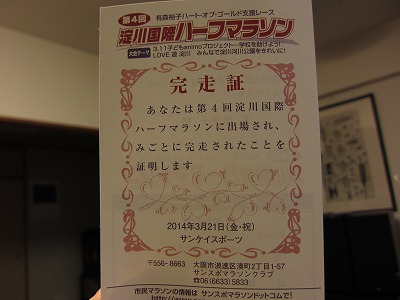 有森裕子ハート・オブ・ゴールド支援レース
第4回
淀川国際ハーフマラソン
大会テーマ
3.11子どもanimoプロジェクト…学校を助けよう!
LOVE 遊 淀川 みんなで淀川河川公園をきれいに!
完走証
あなたは第4回淀川国際
ハーフマラソンに出場され、
みごとに完走されたことを
証明します
2014年3月21日(金・祝)
サンケイスポーツ
〒556-8663 大阪市浪速区湊町2丁目1-57
サンスポマラソンクラブ
☎06(6633)5833
市民マラソンの情報は サンスポマラソンドットコムで!